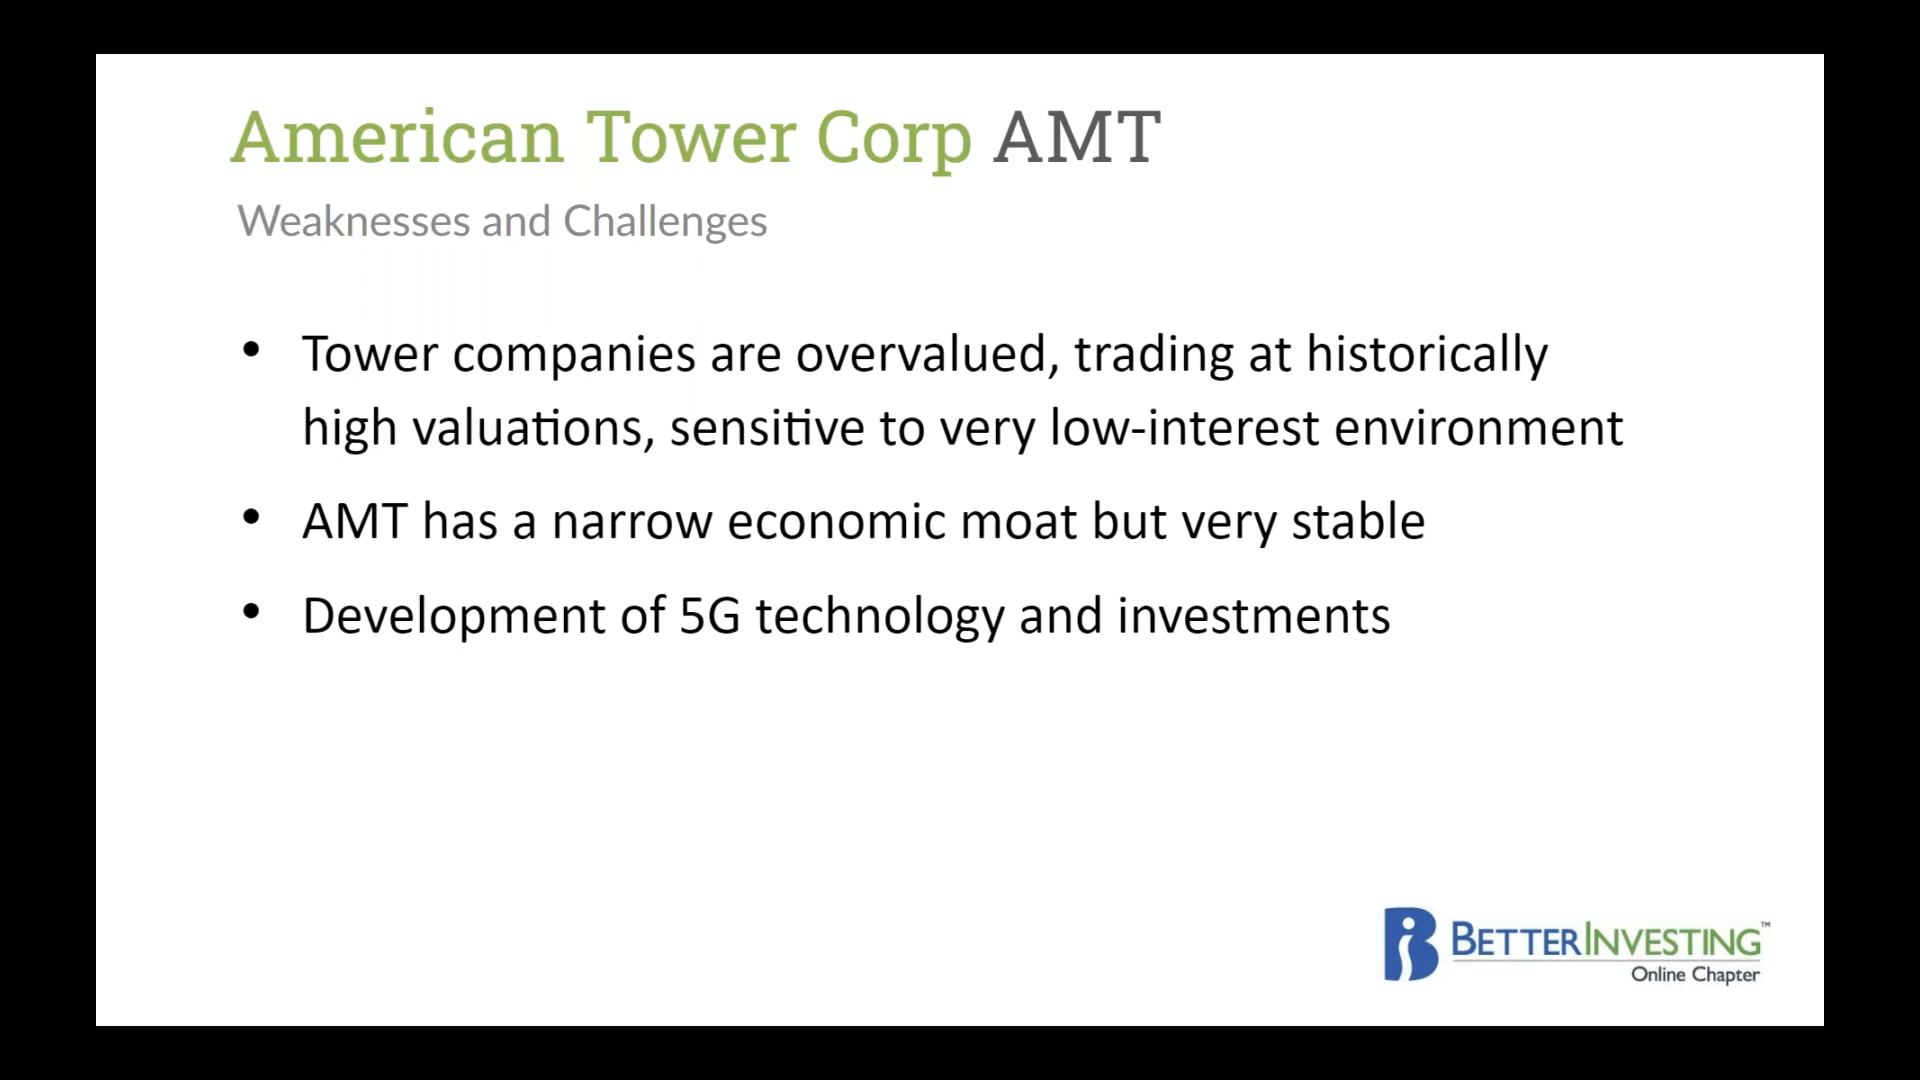 American Tower Corp AMT
Weaknesses and Challenges
• Tower companies are overvalued, trading at historically
high valuations, sensitive to very low-interest environment
• AMT has a narrow economic moat but very stable
• Development of 5G technology and investments
BETTERINVESTING™
Online Chapter